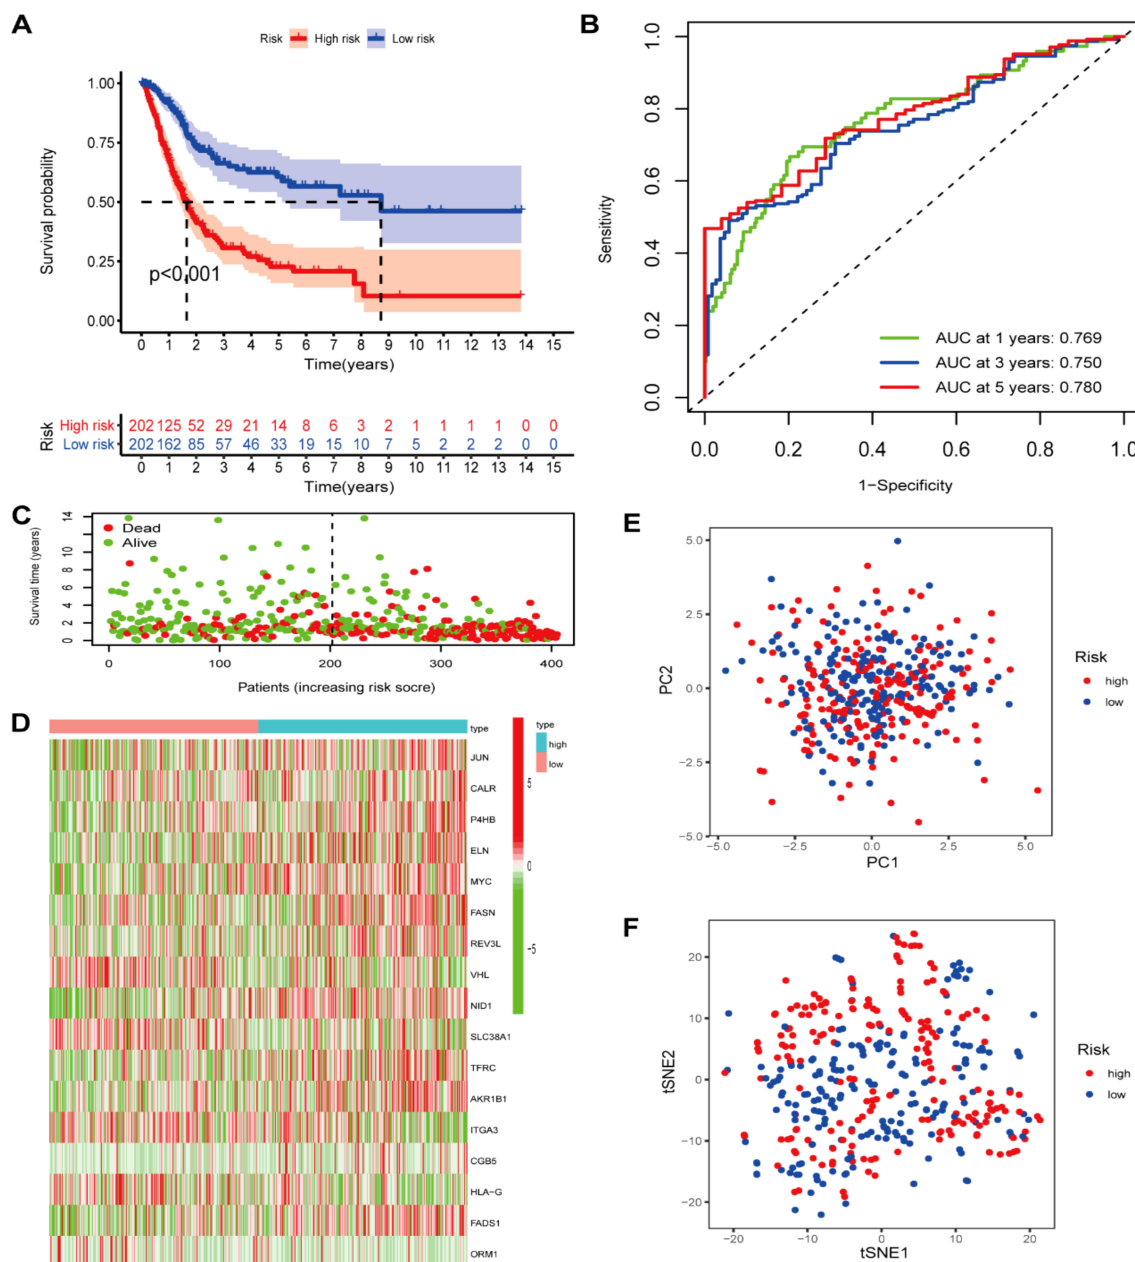 A
Risk High risk Low risk
Survival probability
1.00
0.75
0.50
0.25
0.00
p<0.001
0 1 2 3 4 5 6 7 8 9 10 11 12 13 14 15
Time(years)
Risk
High risk 202 125 52 29 21 14 8 6 3 2 1 1 1 1 0 0
Low risk 202 162 85 57 46 33 19 15 10 7 5 2 2 2 0 0
0 1 2 3 4 5 6 7 8 9 10 11 12 13 14 15
Time(years)
B
Sensitivity
1.0
0.8
0.6
0.4
0.2
0.0
AUC at 1 years: 0.769
AUC at 3 years: 0.750
AUC at 5 years: 0.780
0.0 0.2 0.4 0.6 0.8 1.0
1−Specificity
C
Survival time (years)
14
10
8
6
4
2
0
Dead
Alive
0 100 200 300 400
Patients (increasing risk socre)
D
type
JUN
CALR
P4HB
ELN
MYC
FASN
REV3L
VHL
NID1
SLC38A1
TFRC
AKR1B1
ITGA3
CGB5
HLA−G
FADS1
ORM1
type
high
low
5
0
−5
E
PC2
5.0
2.5
0.0
−2.5
−5.0
−5.0 −2.5 0.0 2.5 5.0
PC1
Risk
high
low
F
tSNE2
20
10
0
−10
−20
−20 −10 0 10 20
tSNE1
Risk
high
low